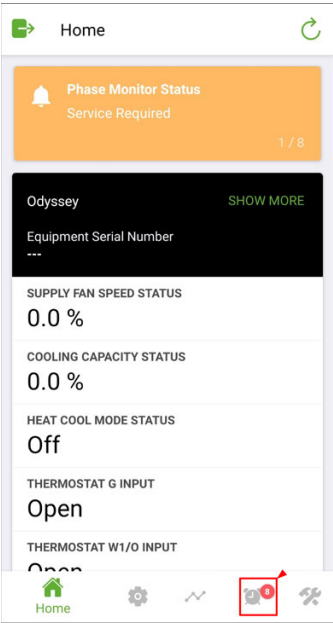 Home
Phase Monitor Status
Service Required
1 / 8
Odyssey
SHOW MORE
Equipment Serial Number
---
SUPPLY FAN SPEED STATUS
0.0 %
COOLING CAPACITY STATUS
0.0 %
HEAT COOL MODE STATUS
Off
THERMOSTAT G INPUT
Open
THERMOSTAT W1/O INPUT
Open
8
Home